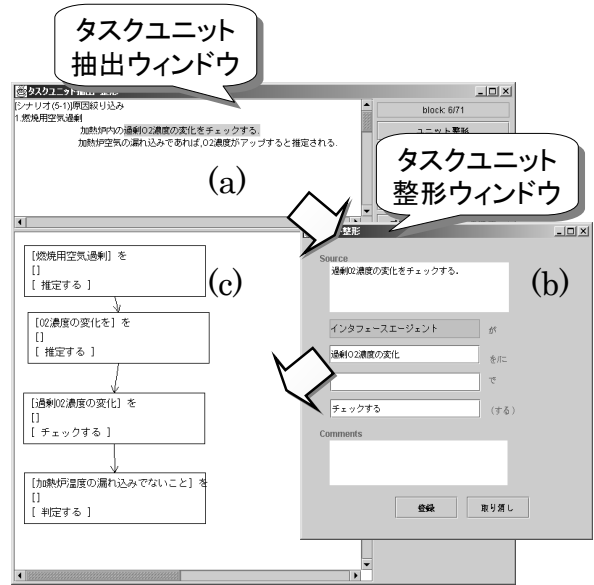 タスクユニット
抽出ウィンドウ
[シナリオ(5-1)]原因絞り込み
1.燃焼用空気過剰
加熱炉内の過剰O2濃度の変化をチェックする.
加熱炉空気の漏れ込みであれば,O2濃度がアップすると推定される.
(a)
block: 6/71
タスクユニット
整形ウィンドウ
整形
Source
過剰O2濃度の変化をチェックする.
(b)
インタフェースエージェント が
過剰O2濃度の変化 を/に
で
チェックする (する)
Comments
登録 取り消し
(c)
[燃焼用空気過剰] を
[]
[ 推定する ]
[O2濃度の変化を] を
[]
[ 推定する ]
[過剰O2濃度の変化] を
[]
[ チェックする ]
[加熱炉温度の漏れ込みでないこと] を
[]
[ 判定する ]